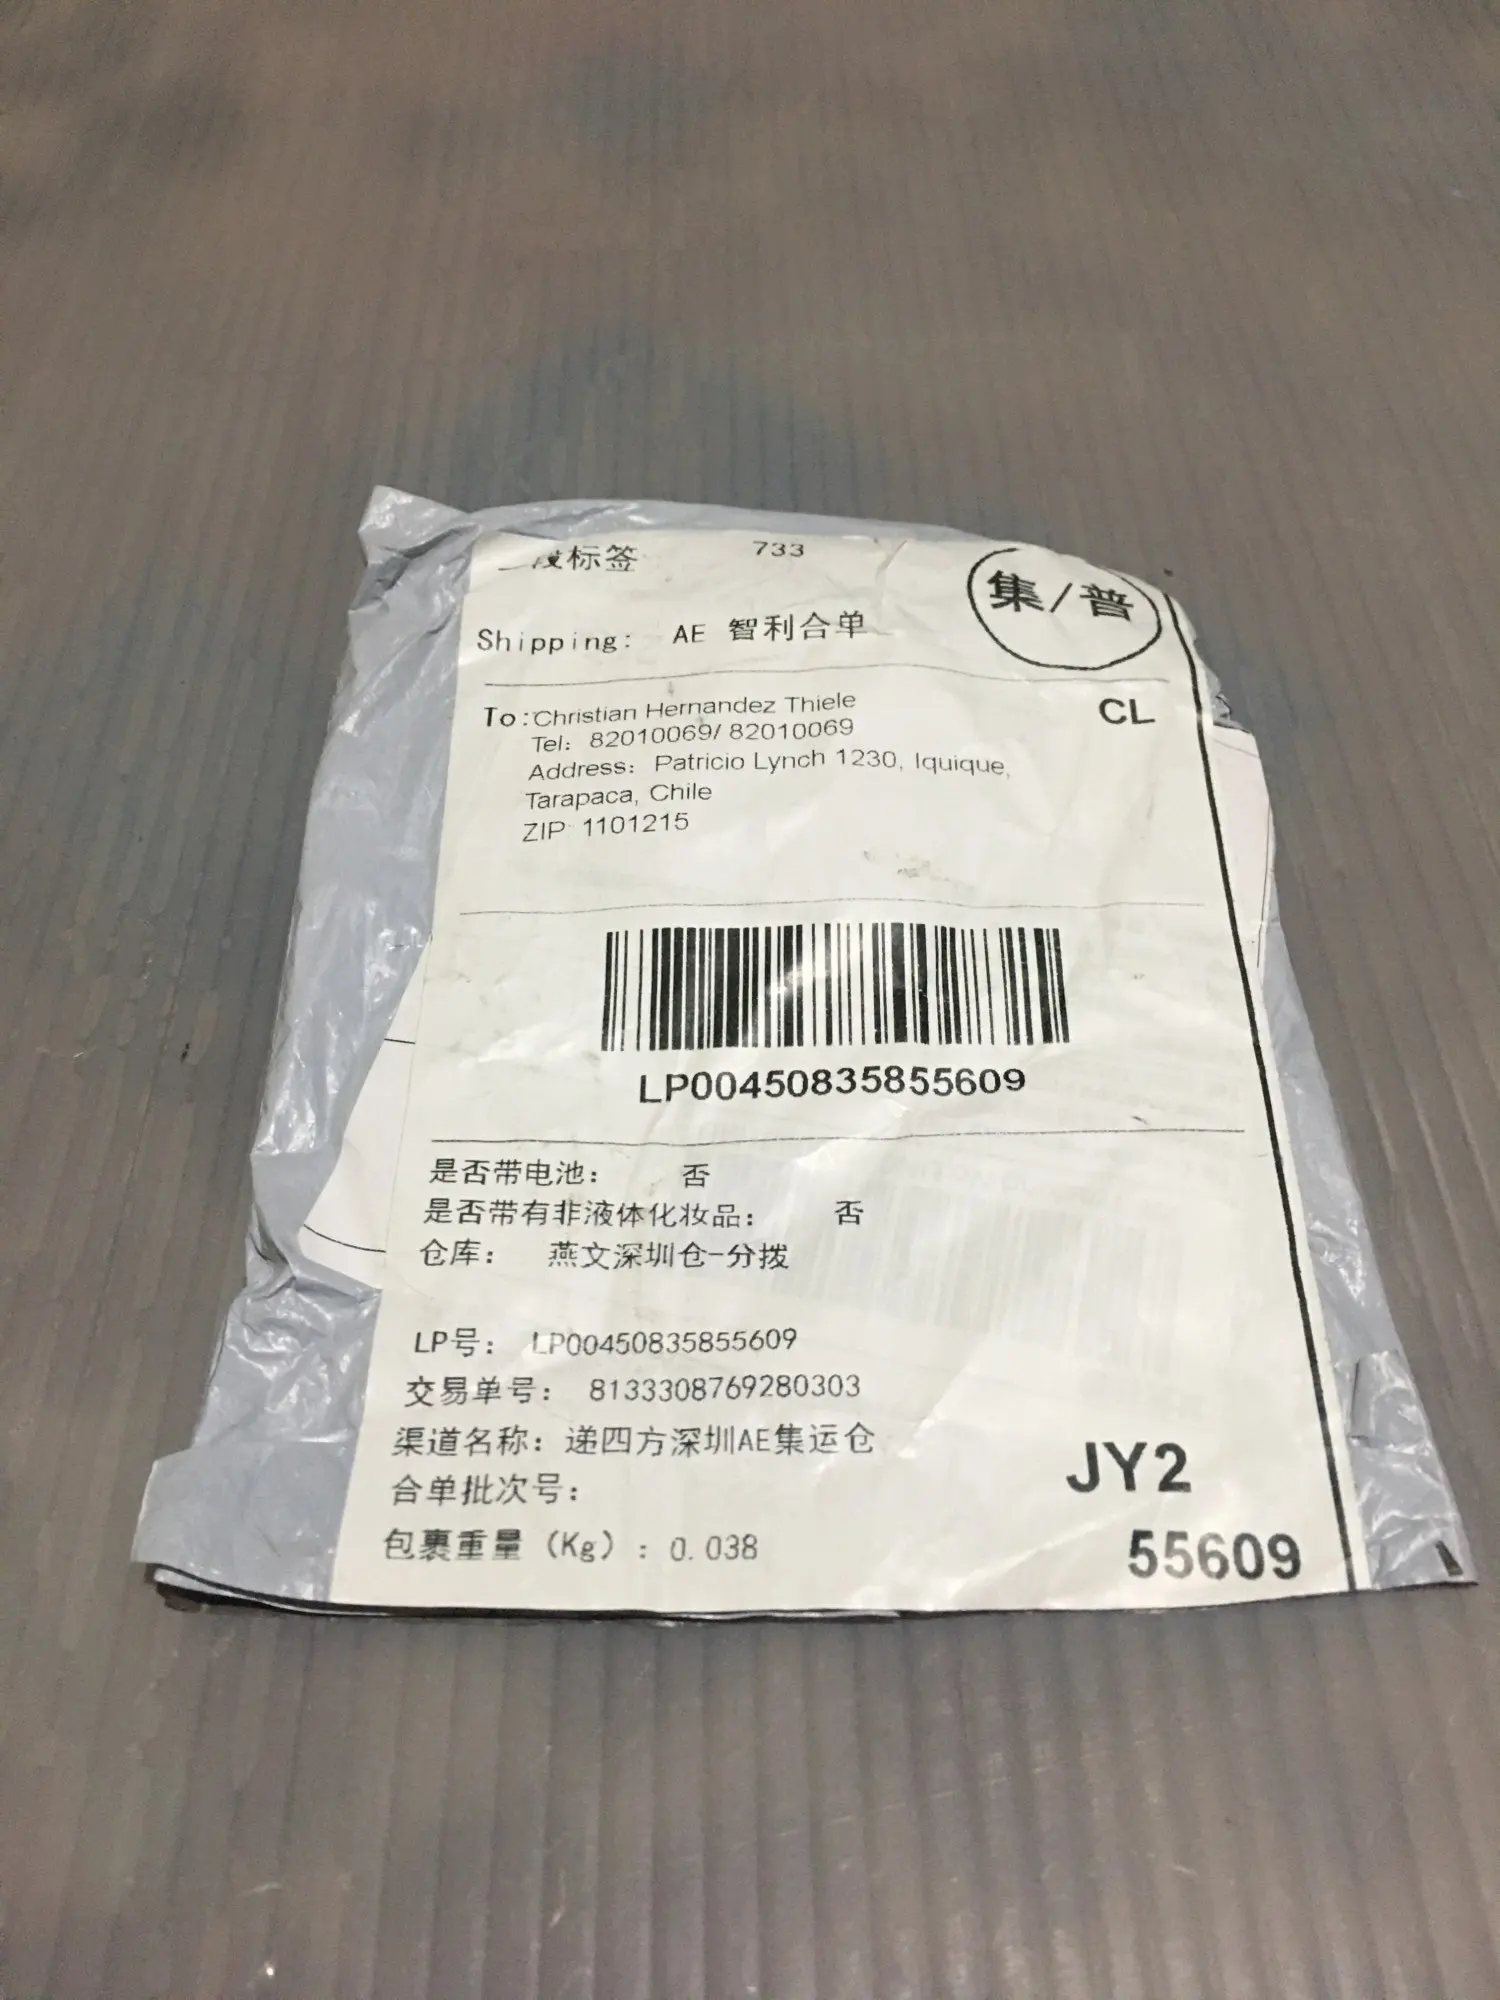 段标签 733
集/普
Shipping: AE 智利合单
To:Christian Hernandez Thiele
CL
Tel: 82010069/ 82010069
Address: Patricio Lynch 1230, Iquique,
Tarapaca, Chile
ZIP 1101215
LP00450835855609
是否带电池: 否
是否带有非液体化妆品: 否
仓库: 燕文深圳仓-分拨
LP号: LP00450835855609
交易单号: 8133308769280303
渠道名称: 递四方深圳AE集运仓
JY2
合单批次号:
包裹重量 (Kg) : 0.038
55609